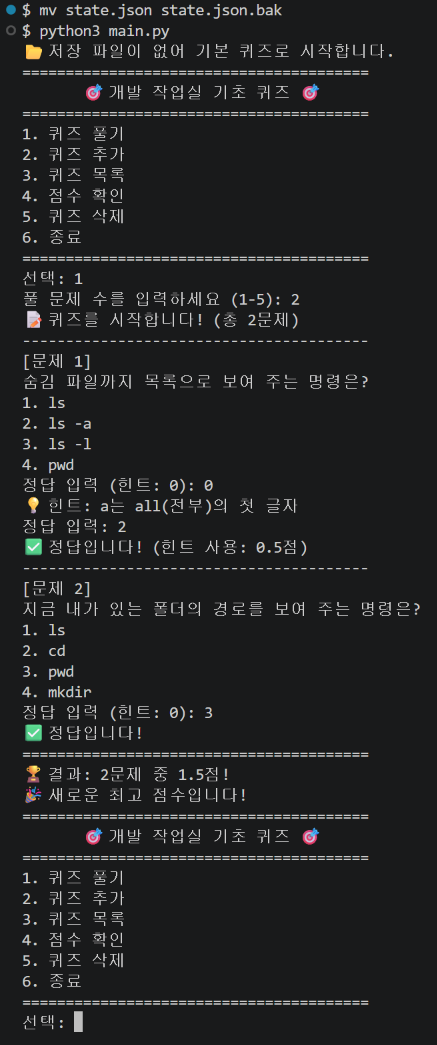 $ mv state.json state.json.bak
$ python3 main.py
📂 저장 파일이 없어 기본 퀴즈로 시작합니다.
========================================
🎯 개발 작업실 기초 퀴즈 🎯
========================================
1. 퀴즈 풀기
2. 퀴즈 추가
3. 퀴즈 목록
4. 점수 확인
5. 퀴즈 삭제
6. 종료
========================================
선택: 1
풀 문제 수를 입력하세요 (1-5): 2
📝 퀴즈를 시작합니다! (총 2문제)
----------------------------------------
[문제 1]
숨김 파일까지 목록으로 보여 주는 명령은?
1. ls
2. ls -a
3. ls -l
4. pwd
정답 입력 (힌트: 0): 0
💡 힌트: a는 all(전부)의 첫 글자
정답 입력: 2
✅ 정답입니다! (힌트 사용: 0.5점)
----------------------------------------
[문제 2]
지금 내가 있는 폴더의 경로를 보여 주는 명령은?
1. ls
2. cd
3. pwd
4. mkdir
정답 입력 (힌트: 0): 3
✅ 정답입니다!
========================================
🏆 결과: 2문제 중 1.5점!
🎉 새로운 최고 점수입니다!
========================================
🎯 개발 작업실 기초 퀴즈 🎯
========================================
1. 퀴즈 풀기
2. 퀴즈 추가
3. 퀴즈 목록
4. 점수 확인
5. 퀴즈 삭제
6. 종료
========================================
선택: